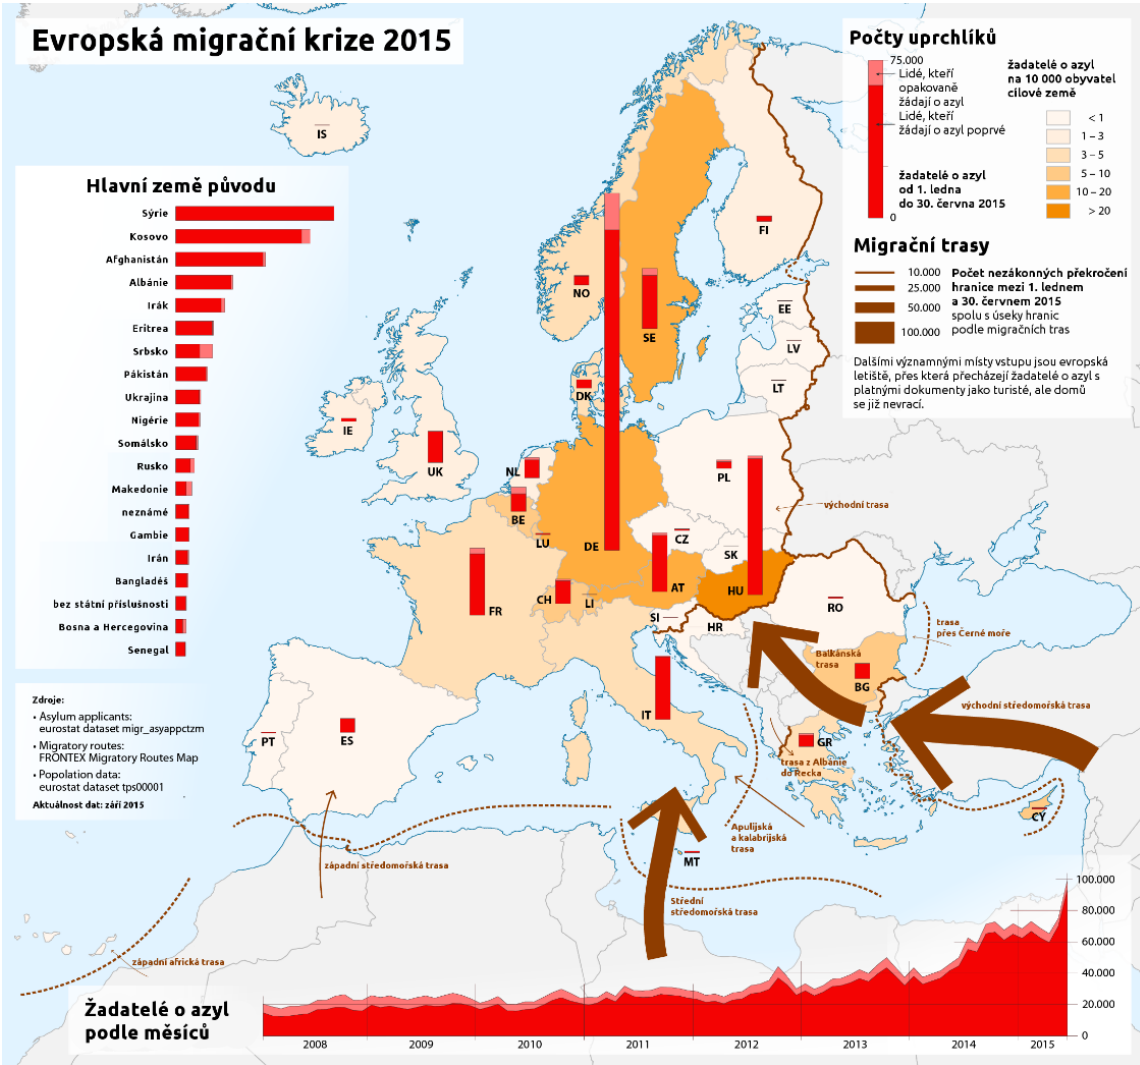 Evropská migrační krize 2015
Počty uprchlíků
75.000
Lidé, kteří
opakovaně
žádají o azyl
Lidé, kteří
žádají o azyl poprvé
žadatelé o azyl
od 1. ledna
do 30. června 2015
0
žadatelé o azyl
na 10 000 obyvatel
cílové země
< 1
1 – 3
3 – 5
5 – 10
10 – 20
> 20
Migrační trasy
10.000
25.000
50.000
100.000
Počet nezákonných překročení
hranice mezi 1. lednem
a 30. červnem 2015
spolu s úseky hranic
podle migračních tras
Dalšími významnými místy vstupu jsou evropská
letiště, přes která přecházejí žadatelé o azyl s
platnými dokumenty jako turisté, ale domů
se již nevrací.
Hlavní země původu
Sýrie
Kosovo
Afghanistán
Albánie
Irák
Eritrea
Srbsko
Pákistán
Ukrajina
Nigérie
Somálsko
Rusko
Makedonie
neznámé
Gambie
Irán
Bangladéš
bez státní příslušnosti
Bosna a Hercegovina
Senegal
Zdroje:
• Asylum applicants:
eurostat dataset migr_asyappctzm
• Migratory routes:
FRONTEX Migratory Routes Map
• Popolation data:
eurostat dataset tps00001
Aktuálnost dat: září 2015
IS
NO
SE
FI
EE
LV
LT
DK
IE
UK
NL
BE
LU
DE
PL
CZ
SK
AT
HU
CH
LI
FR
SI
HR
RO
BG
IT
GR
PT
ES
MT
CY
východní trasa
trasa
přes Černé moře
Balkánská
trasa
východní středomořská trasa
trasa z Albánie
do Řecka
Apulijská
a kalabrijská
trasa
Střední
středomořská trasa
západní středomořská trasa
západní africká trasa
Žadatelé o azyl
podle měsíců
100.000
80.000
60.000
40.000
20.000
0
2008
2009
2010
2011
2012
2013
2014
2015